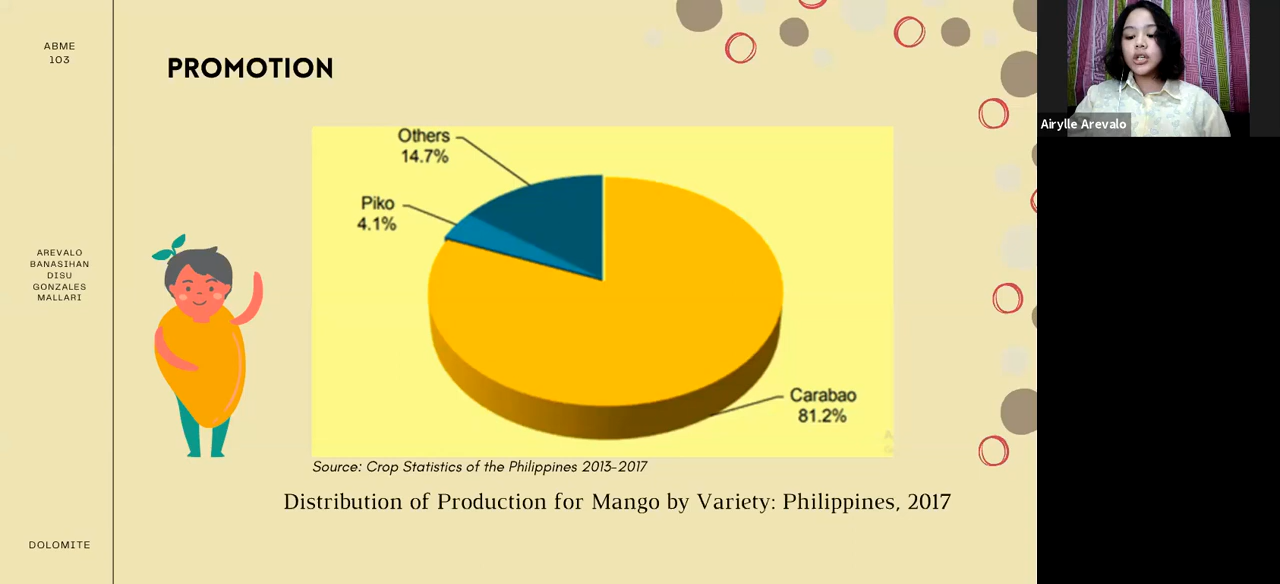 ABME
103
PROMOTION
Others
14.7%
Piko
4.1%
Carabao
81.2%
AREVALO
BANASIHAN
DISU
GONZALES
MALLARI
Source: Crop Statistics of the Philippines 2013-2017
Distribution of Production for Mango by Variety: Philippines, 2017
DOLOMITE
Airylle Arevalo